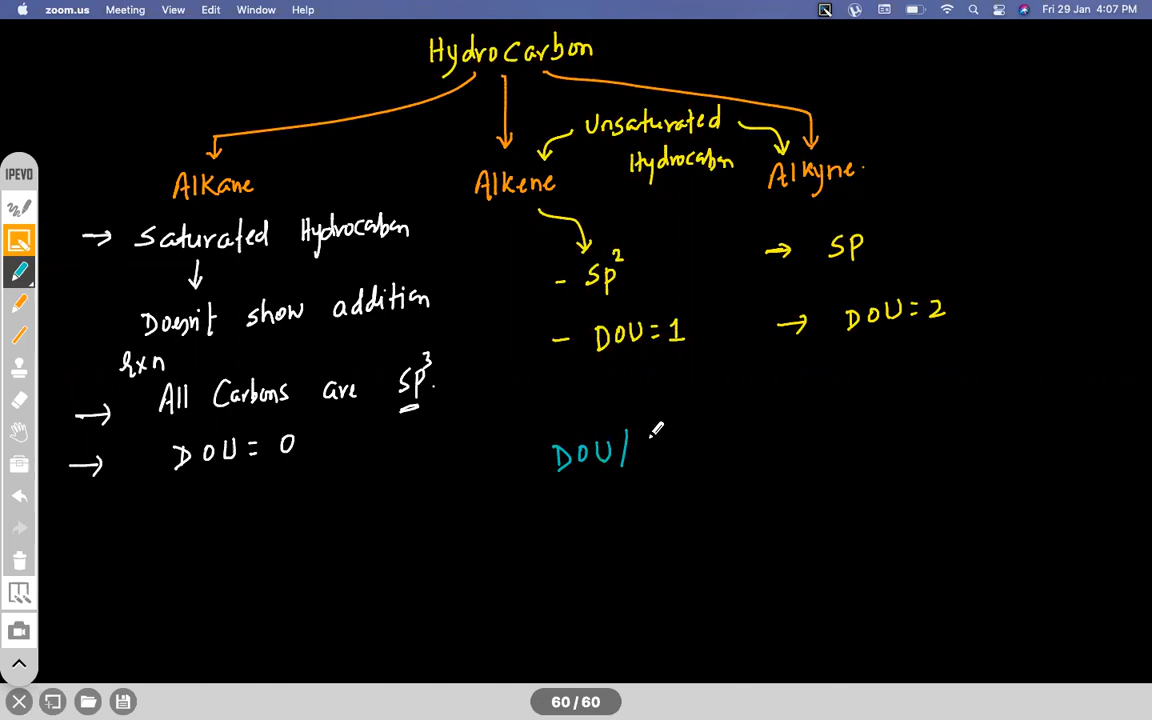 zoom.us Meeting View Edit Window Help Fri 29 Jan 4:07 PM
HydroCarbon
Unsaturated
Hydrocarbon
IPEVO
Alkane
Alkene
Alkyne.
→ Saturated Hydrocarbon
Doesn't show addition
rxn
→ All Carbons are SP³.
→ DOU = 0
- SP²
- DOU = 1
→ SP
→ DOU = 2
DOU/
60 / 60